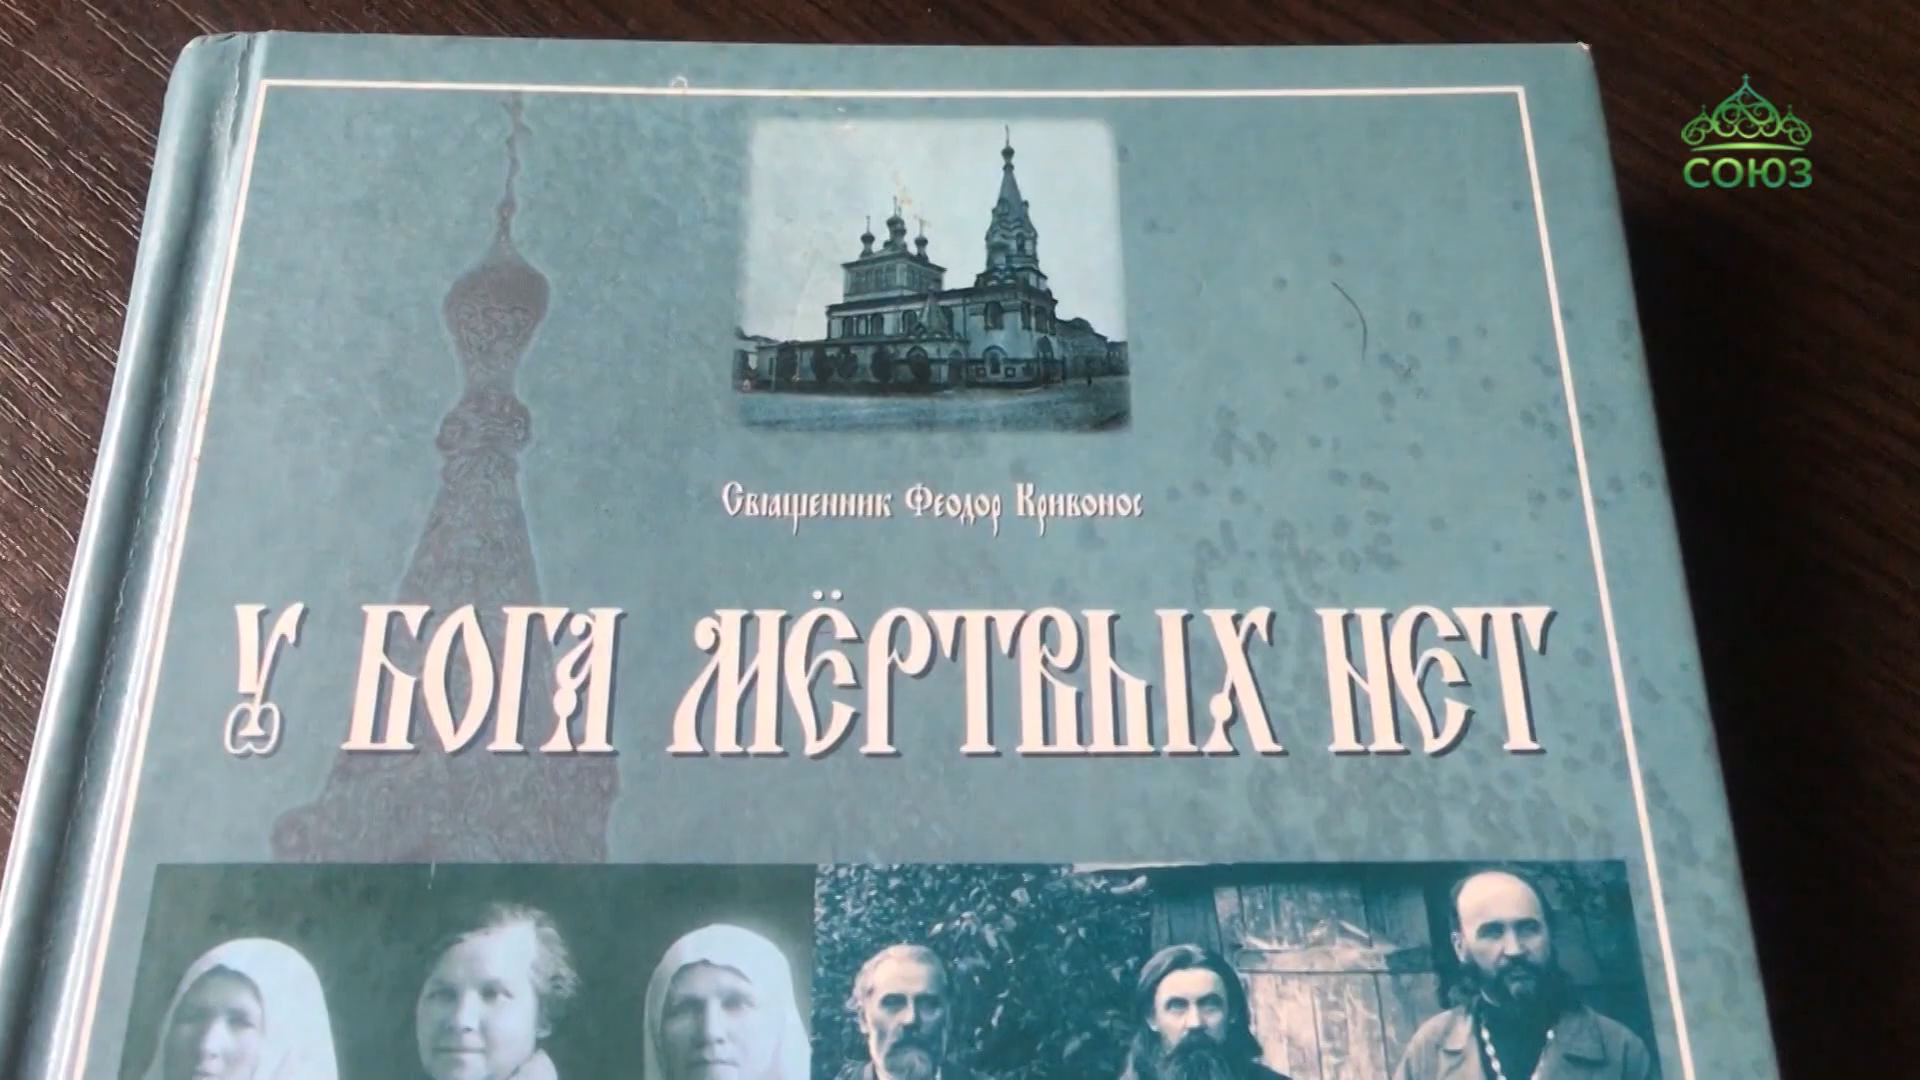 СОЮЗ
Священник Феодор Кривонос
У БОГА МЁРТВЫХ НЕТ